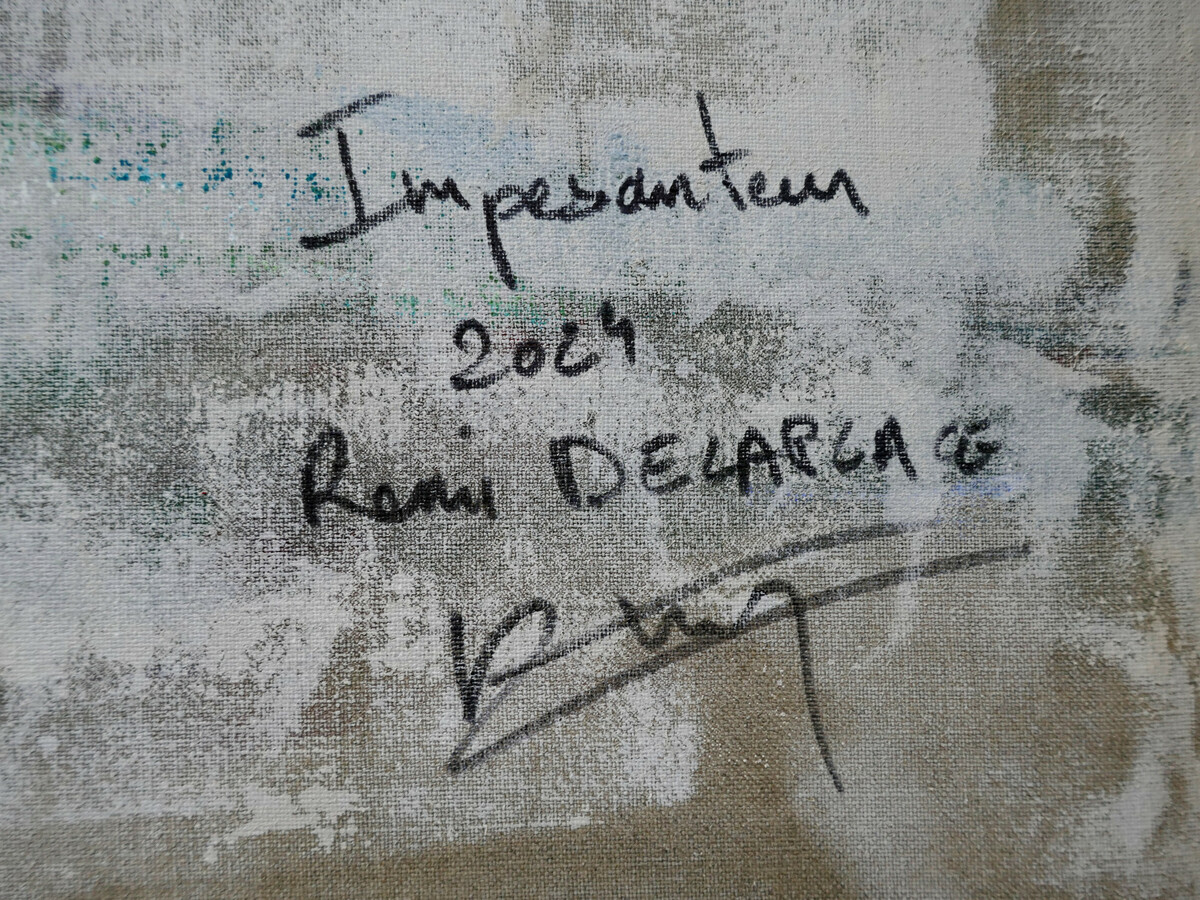 Impesanteur
2024
Remi DELAPLACE